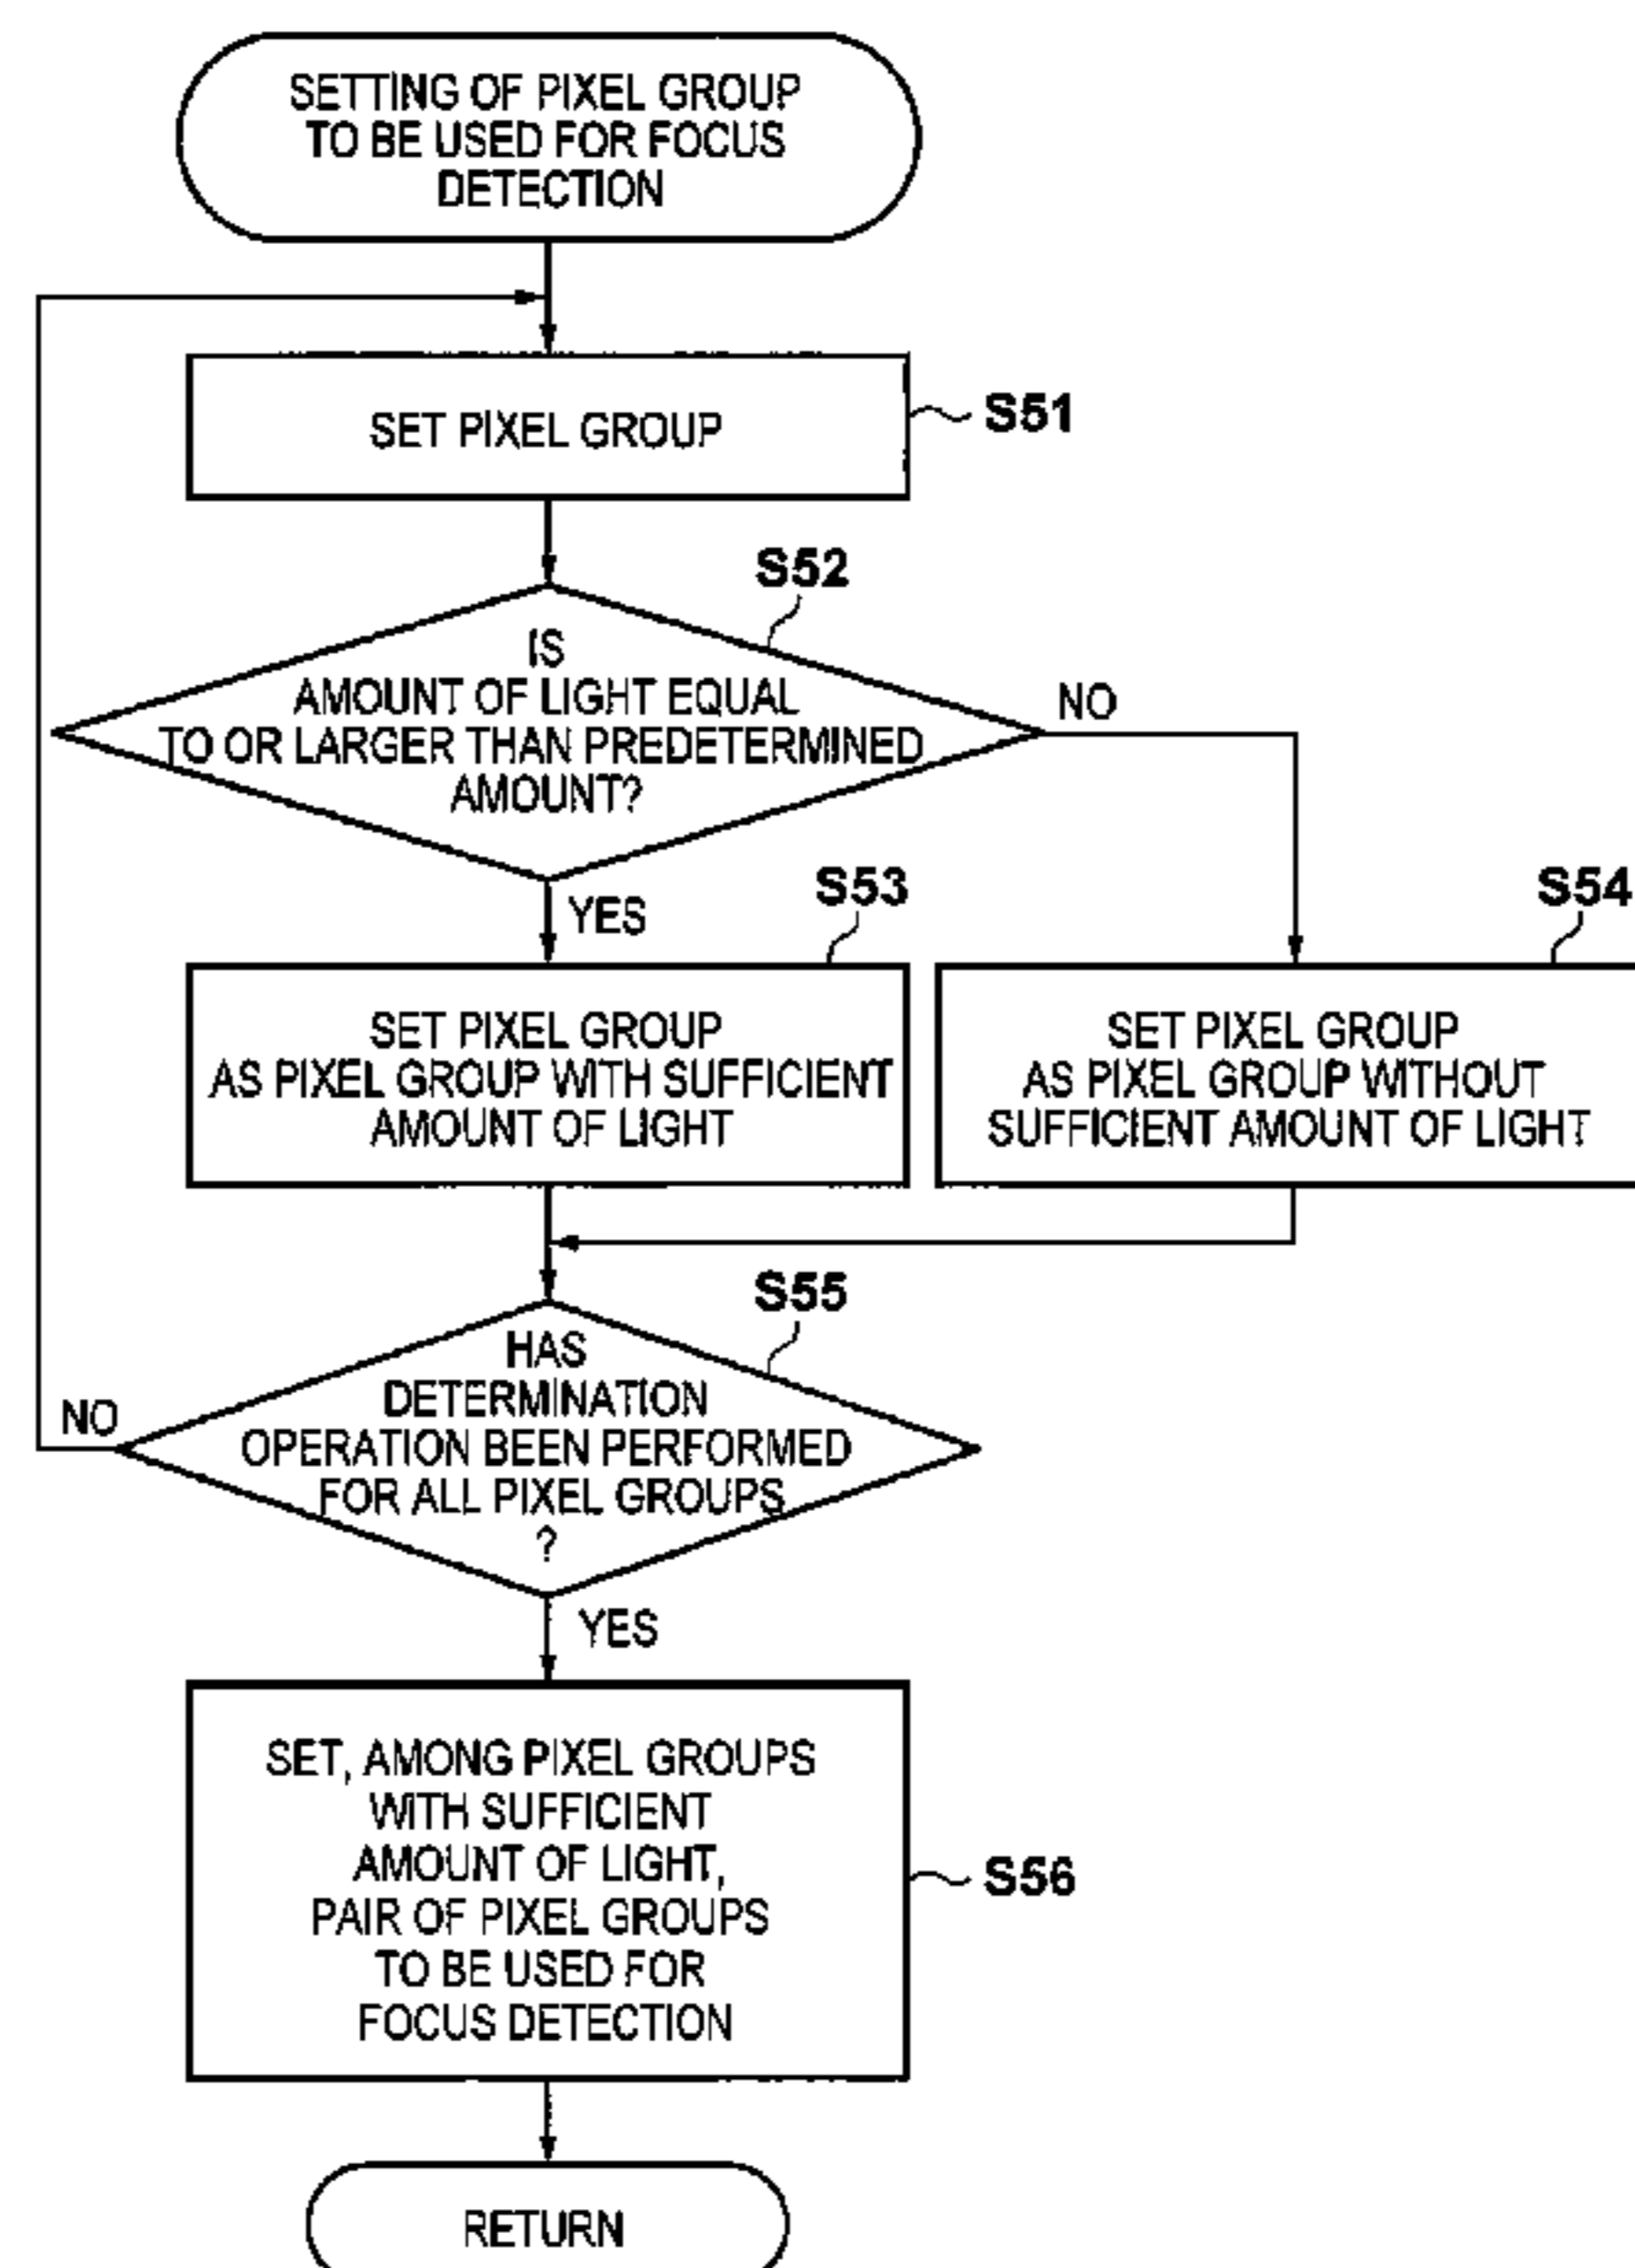 SETTING OF PIXEL GROUP
TO BE USED FOR FOCUS
DETECTION
SET PIXEL GROUP
S51
S52
IS
AMOUNT OF LIGHT EQUAL
TO OR LARGER THAN PREDETERMINED
AMOUNT?
NO
YES
S53
S54
SET PIXEL GROUP
AS PIXEL GROUP WITH SUFFICIENT
AMOUNT OF LIGHT
SET PIXEL GROUP
AS PIXEL GROUP WITHOUT
SUFFICIENT AMOUNT OF LIGHT
S55
HAS
DETERMINATION
OPERATION BEEN PERFORMED
FOR ALL PIXEL GROUPS
?
NO
YES
SET, AMONG PIXEL GROUPS
WITH SUFFICIENT
AMOUNT OF LIGHT,
PAIR OF PIXEL GROUPS
TO BE USED FOR
FOCUS DETECTION
S56
RETURN